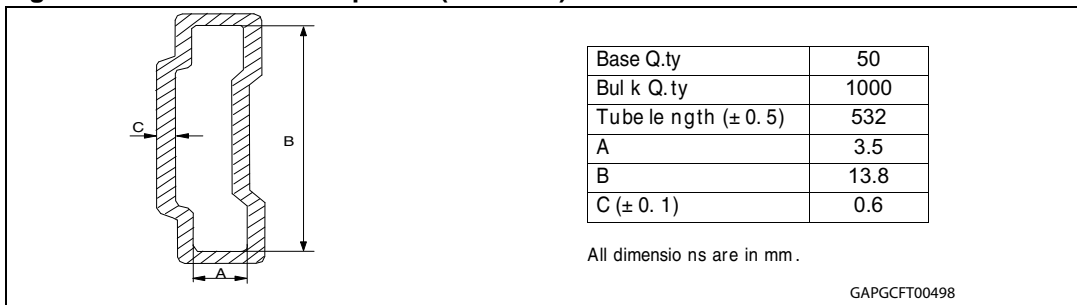 C
B
A
Base Q.ty 50
Bul k Q. ty 1000
Tube le ngth (± 0. 5) 532
A 3.5
B 13.8
C (± 0. 1) 0.6
All dimensio ns are in mm .
GAPGCFT00498